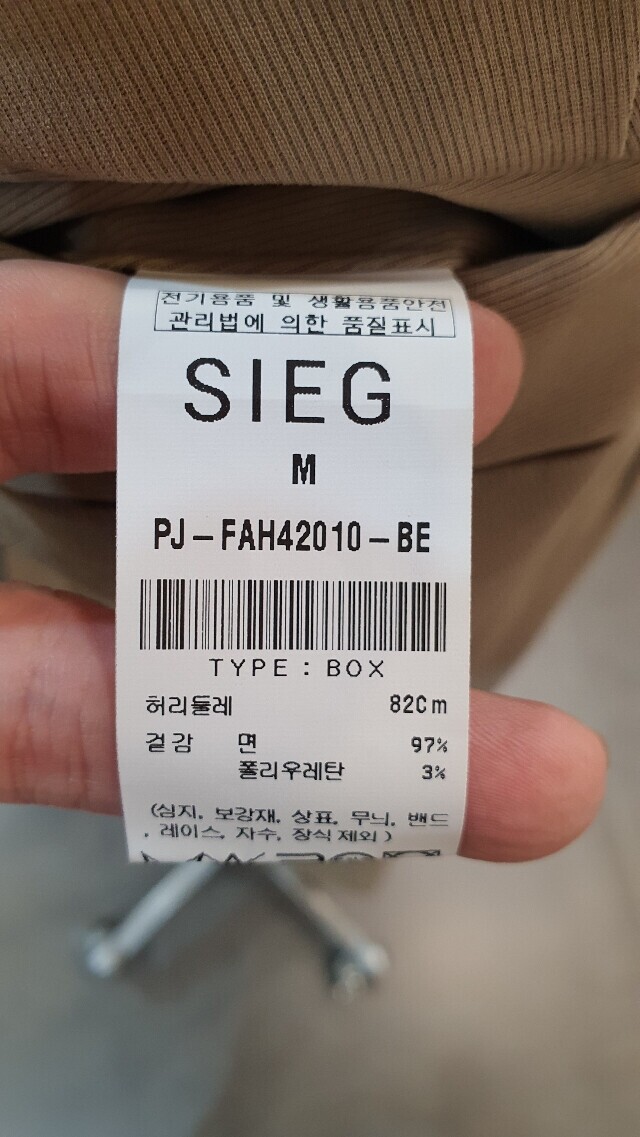 전기용품 및 생활용품안전
관리법에 의한 품질표시
SIEG
M
PJ-FAH42010-BE
TYPE : BOX
허리둘레 82Cm
겉감 면 97%
폴리우레탄 3%
(심지, 보강재, 상표, 무늬, 밴드
, 레이스, 자수, 장식 제외)